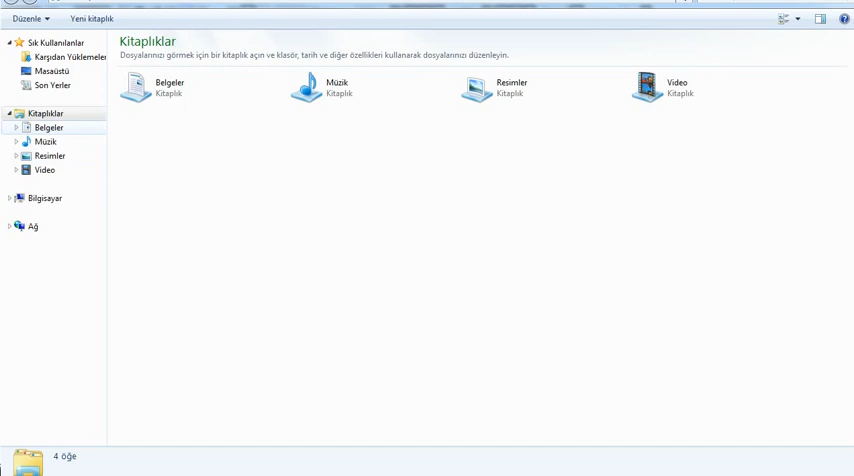 Düzenle
Yeni kitaplık
Sık Kullanılanlar
Karşıdan Yüklemeler
Masaüstü
Son Yerler
Kitaplıklar
Belgeler
Müzik
Resimler
Video
Bilgisayar
Ağ
Kitaplıklar
Dosyalarınızı görmek için bir kitaplık açın ve klasör, tarih ve diğer özellikleri kullanarak dosyalarınızı düzenleyin.
Belgeler
Kitaplık
Müzik
Kitaplık
Resimler
Kitaplık
Video
Kitaplık
4 öğe